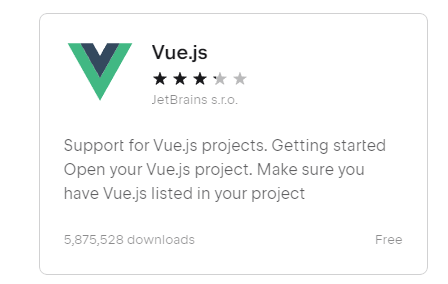 Vue.js
JetBrains s.r.o.
Support for Vue.js projects. Getting started
Open your Vue.js project. Make sure you
have Vue.js listed in your project
5,875,528 downloads
Free